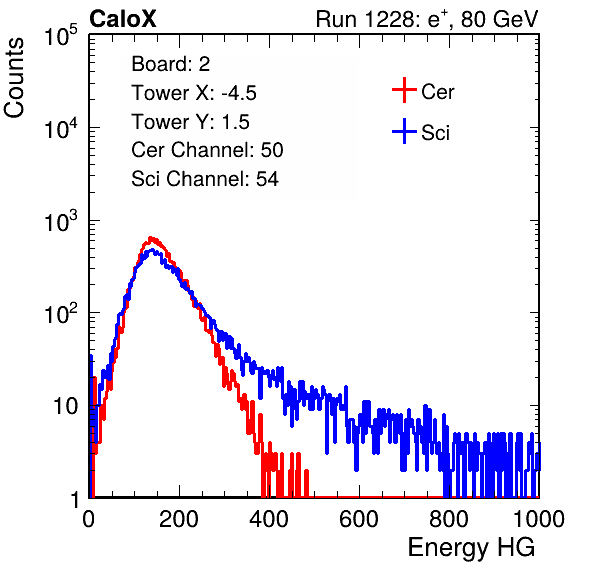 CaloX Run 1228: e⁺, 80 GeV
Counts
10⁵
10⁴
10³
10²
10
1
Board: 2
Tower X: -4.5
Tower Y: 1.5
Cer Channel: 50
Sci Channel: 54
Cer
Sci
0 200 400 600 800 1000
Energy HG